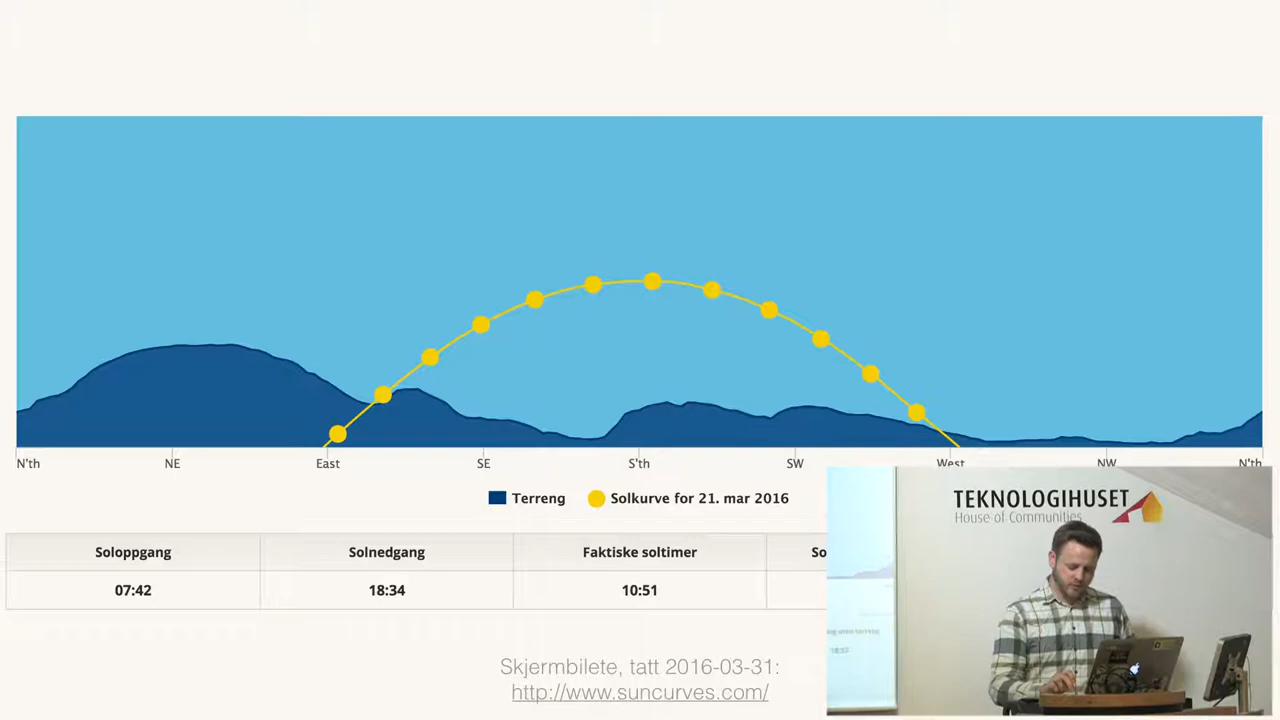 N'th NE East SE S'th SW West NW N'th
Terreng Solkurve for 21. mar 2016
Soloppgang Solnedgang Faktiske soltimer So
07:42 18:34 10:51
Skjermbilete, tatt 2016-03-31:
http://www.suncurves.com/
TEKNOLOGIHUSET
House of Communities